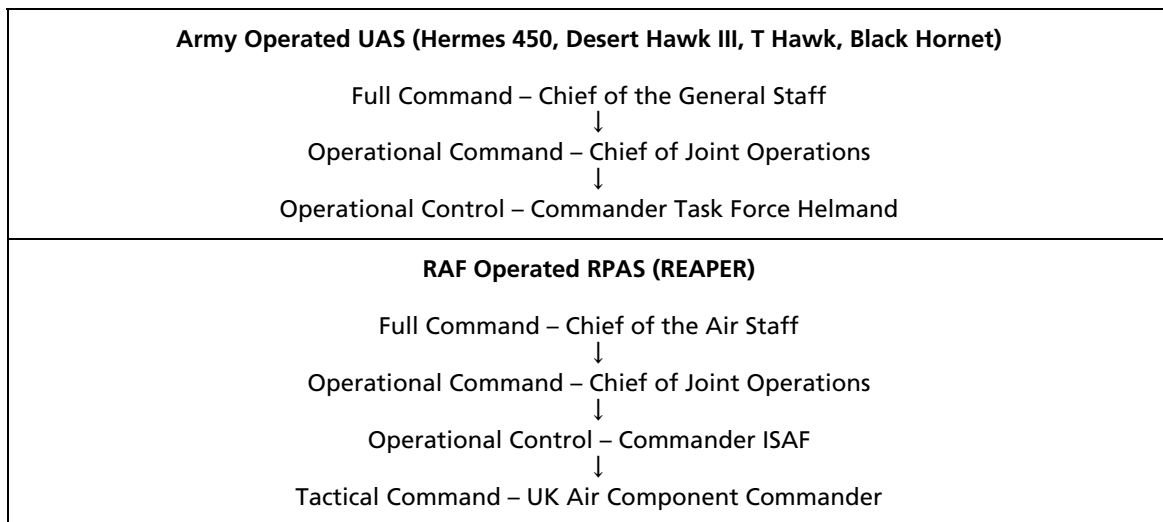 Army Operated UAS (Hermes 450, Desert Hawk III, T Hawk, Black Hornet)
Full Command – Chief of the General Staff
↓
Operational Command – Chief of Joint Operations
↓
Operational Control – Commander Task Force Helmand
RAF Operated RPAS (REAPER)
Full Command – Chief of the Air Staff
↓
Operational Command – Chief of Joint Operations
↓
Operational Control – Commander ISAF
↓
Tactical Command – UK Air Component Commander